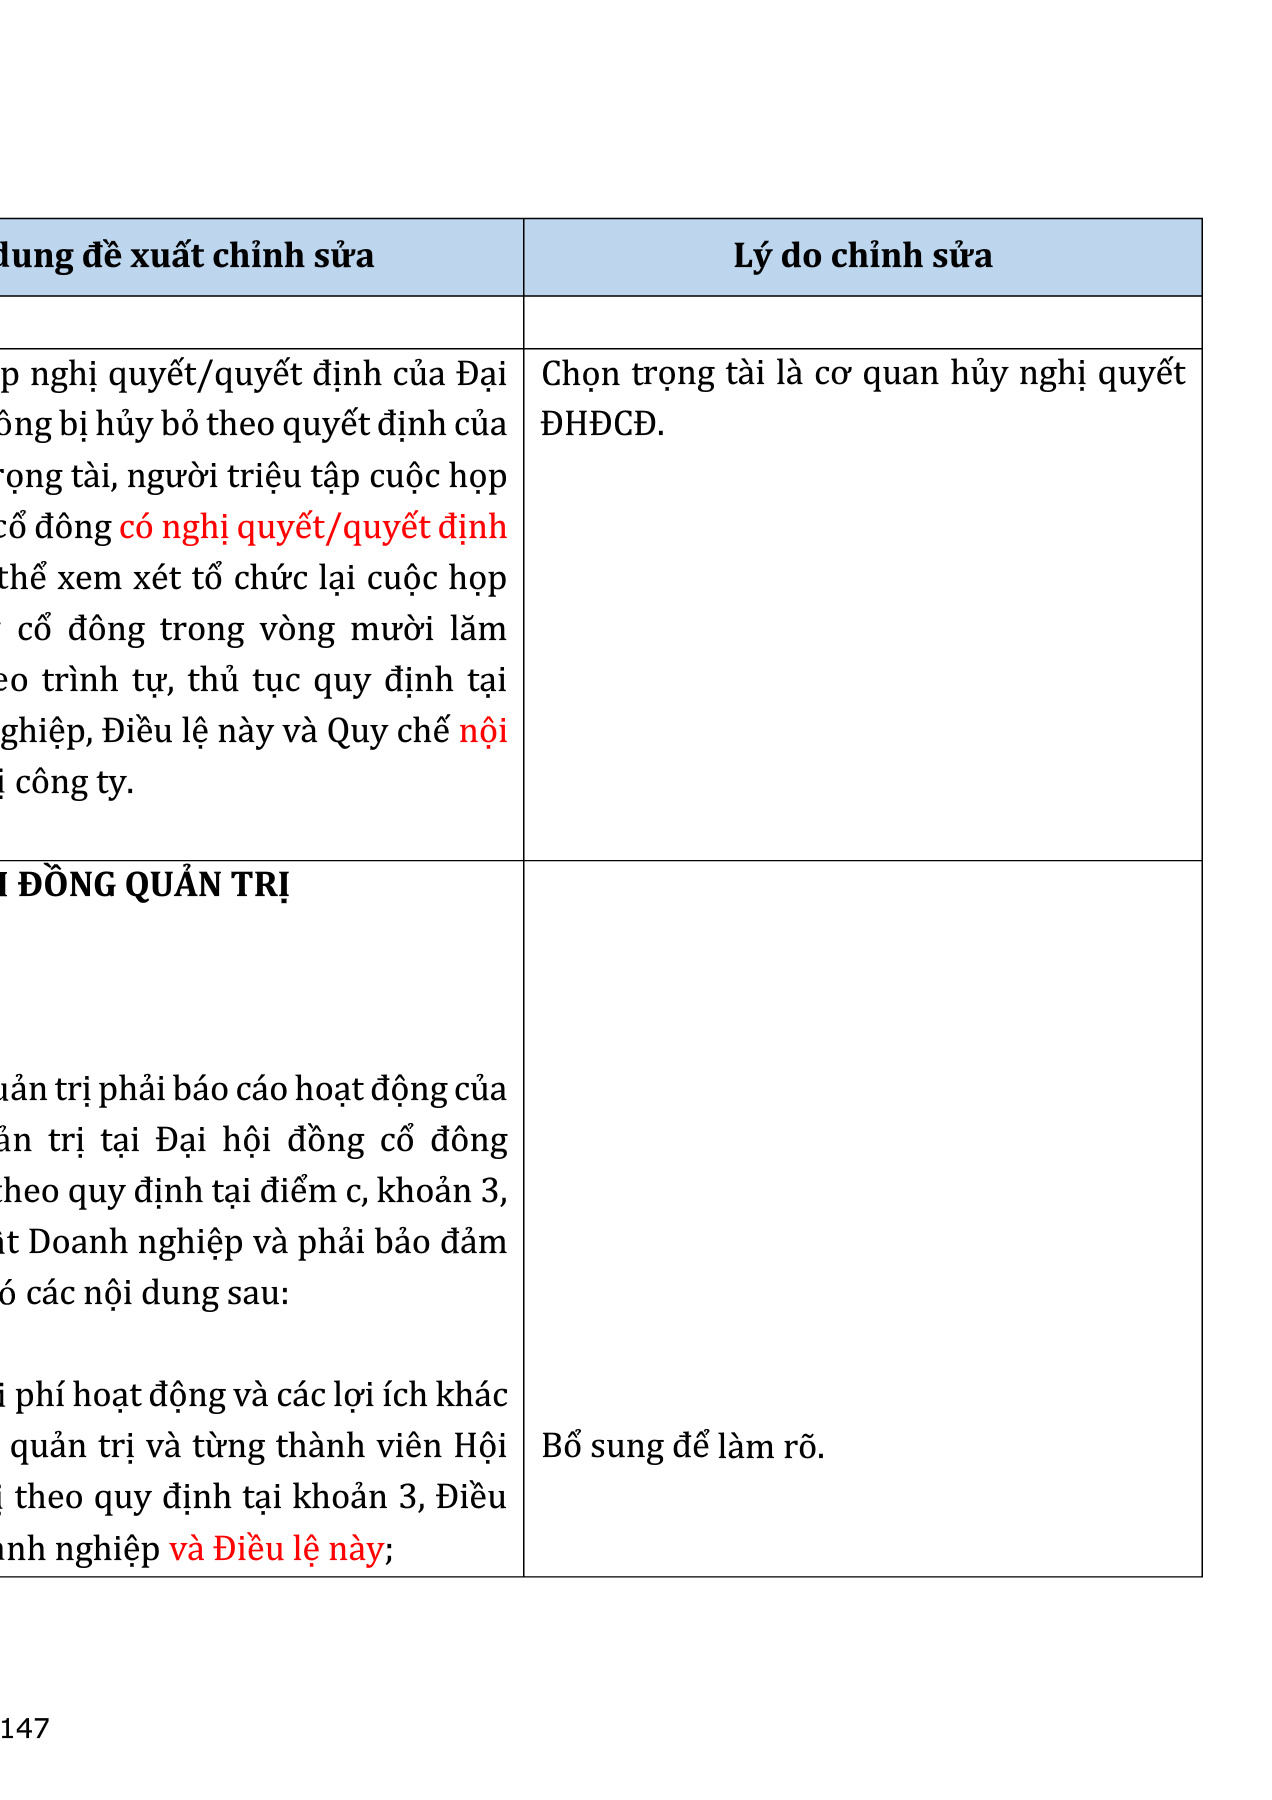 dung đề xuất chỉnh sửa
Lý do chỉnh sửa
p nghị quyết/quyết định của Đại
ông bị hủy bỏ theo quyết định của
rọng tài, người triệu tập cuộc họp
cổ đông có nghị quyết/quyết định
thể xem xét tổ chức lại cuộc họp
cổ đông trong vòng mười lăm
eo trình tự, thủ tục quy định tại
ghiệp, Điều lệ này và Quy chế nội
ị công ty.
Chọn trọng tài là cơ quan hủy nghị quyết
ĐHĐCĐ.
I ĐỒNG QUẢN TRỊ
uản trị phải báo cáo hoạt động của
ản trị tại Đại hội đồng cổ đông
theo quy định tại điểm c, khoản 3,
ật Doanh nghiệp và phải bảo đảm
ó các nội dung sau:
i phí hoạt động và các lợi ích khác
quản trị và từng thành viên Hội
ị theo quy định tại khoản 3, Điều
anh nghiệp và Điều lệ này;
Bổ sung để làm rõ.
147